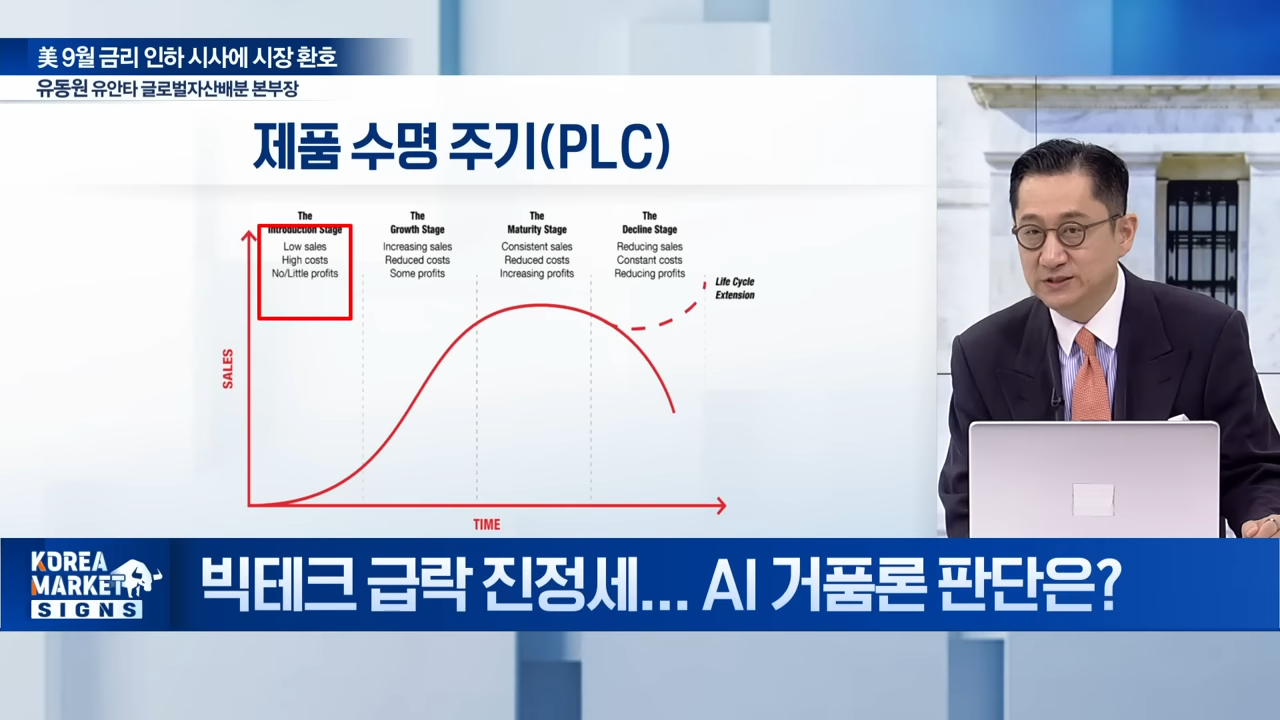 美 9월 금리 인하 시사에 시장 환호
유동원 유안타 글로벌자산배분 본부장
제품 수명 주기(PLC)
The
Introduction Stage
Low sales
High costs
No/Little profits
The
Growth Stage
Increasing sales
Reduced costs
Some profits
The
Maturity Stage
Consistent sales
Reduced costs
Increasing profits
The
Decline Stage
Reducing sales
Constant costs
Reducing profits
Life Cycle
Extension
SALES
TIME
KOREA
MARKET
SIGNS
빅테크 급락 진정세... AI 거품론 판단은?